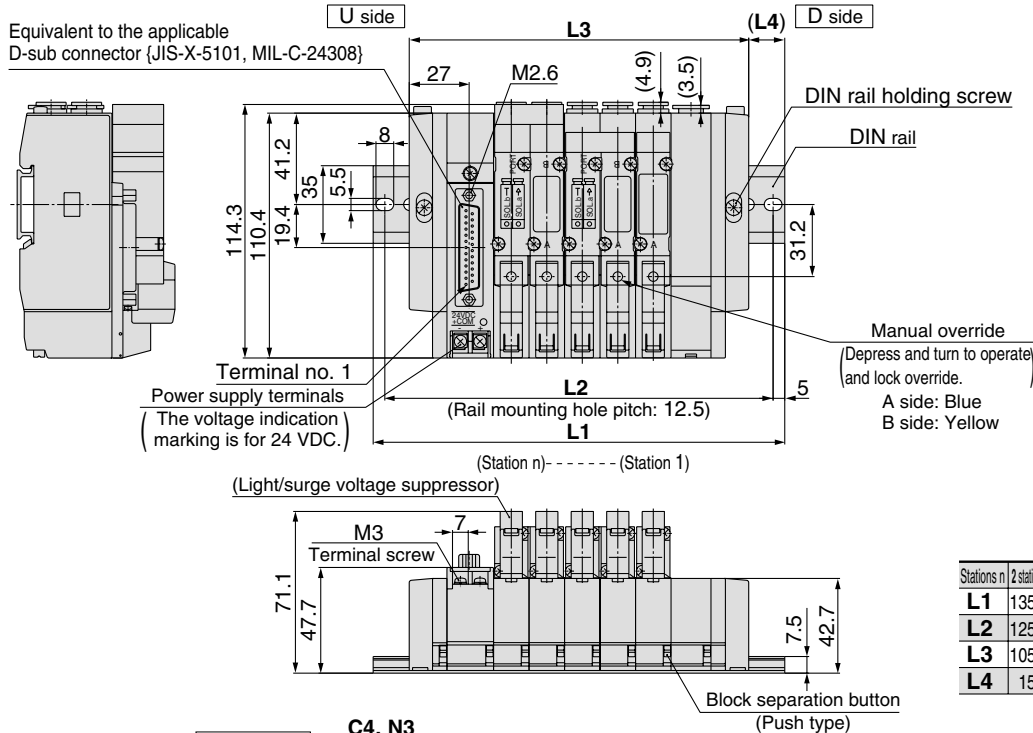 U side
D side
Equivalent to the applicable
D-sub connector {JIS-X-5101, MIL-C-24308}
L3
(L4)
27
M2.6
(4.9)
(3.5)
DIN rail holding screw
DIN rail
8
41.2
35
5.5
19.4
110.4
114.3
31.2
PORT
B
SOL.b
SOL.a
PORT
B
SOL.b
SOL.a
A
A
A
24VDC
+COM
-
+
Terminal no. 1
Power supply terminals
(The voltage indication
marking is for 24 VDC.)
Manual override
(Depress and turn to operate
and lock override.)
A side: Blue
B side: Yellow
L2
5
(Rail mounting hole pitch: 12.5)
L1
(Station n)- - - - - - - (Station 1)
(Light/surge voltage suppressor)
7
M3
Terminal screw
71.1
47.7
7.5
42.7
Block separation button
(Push type)
Stations n
L1 135
L2 125
L3 105
L4 15
C4, N3